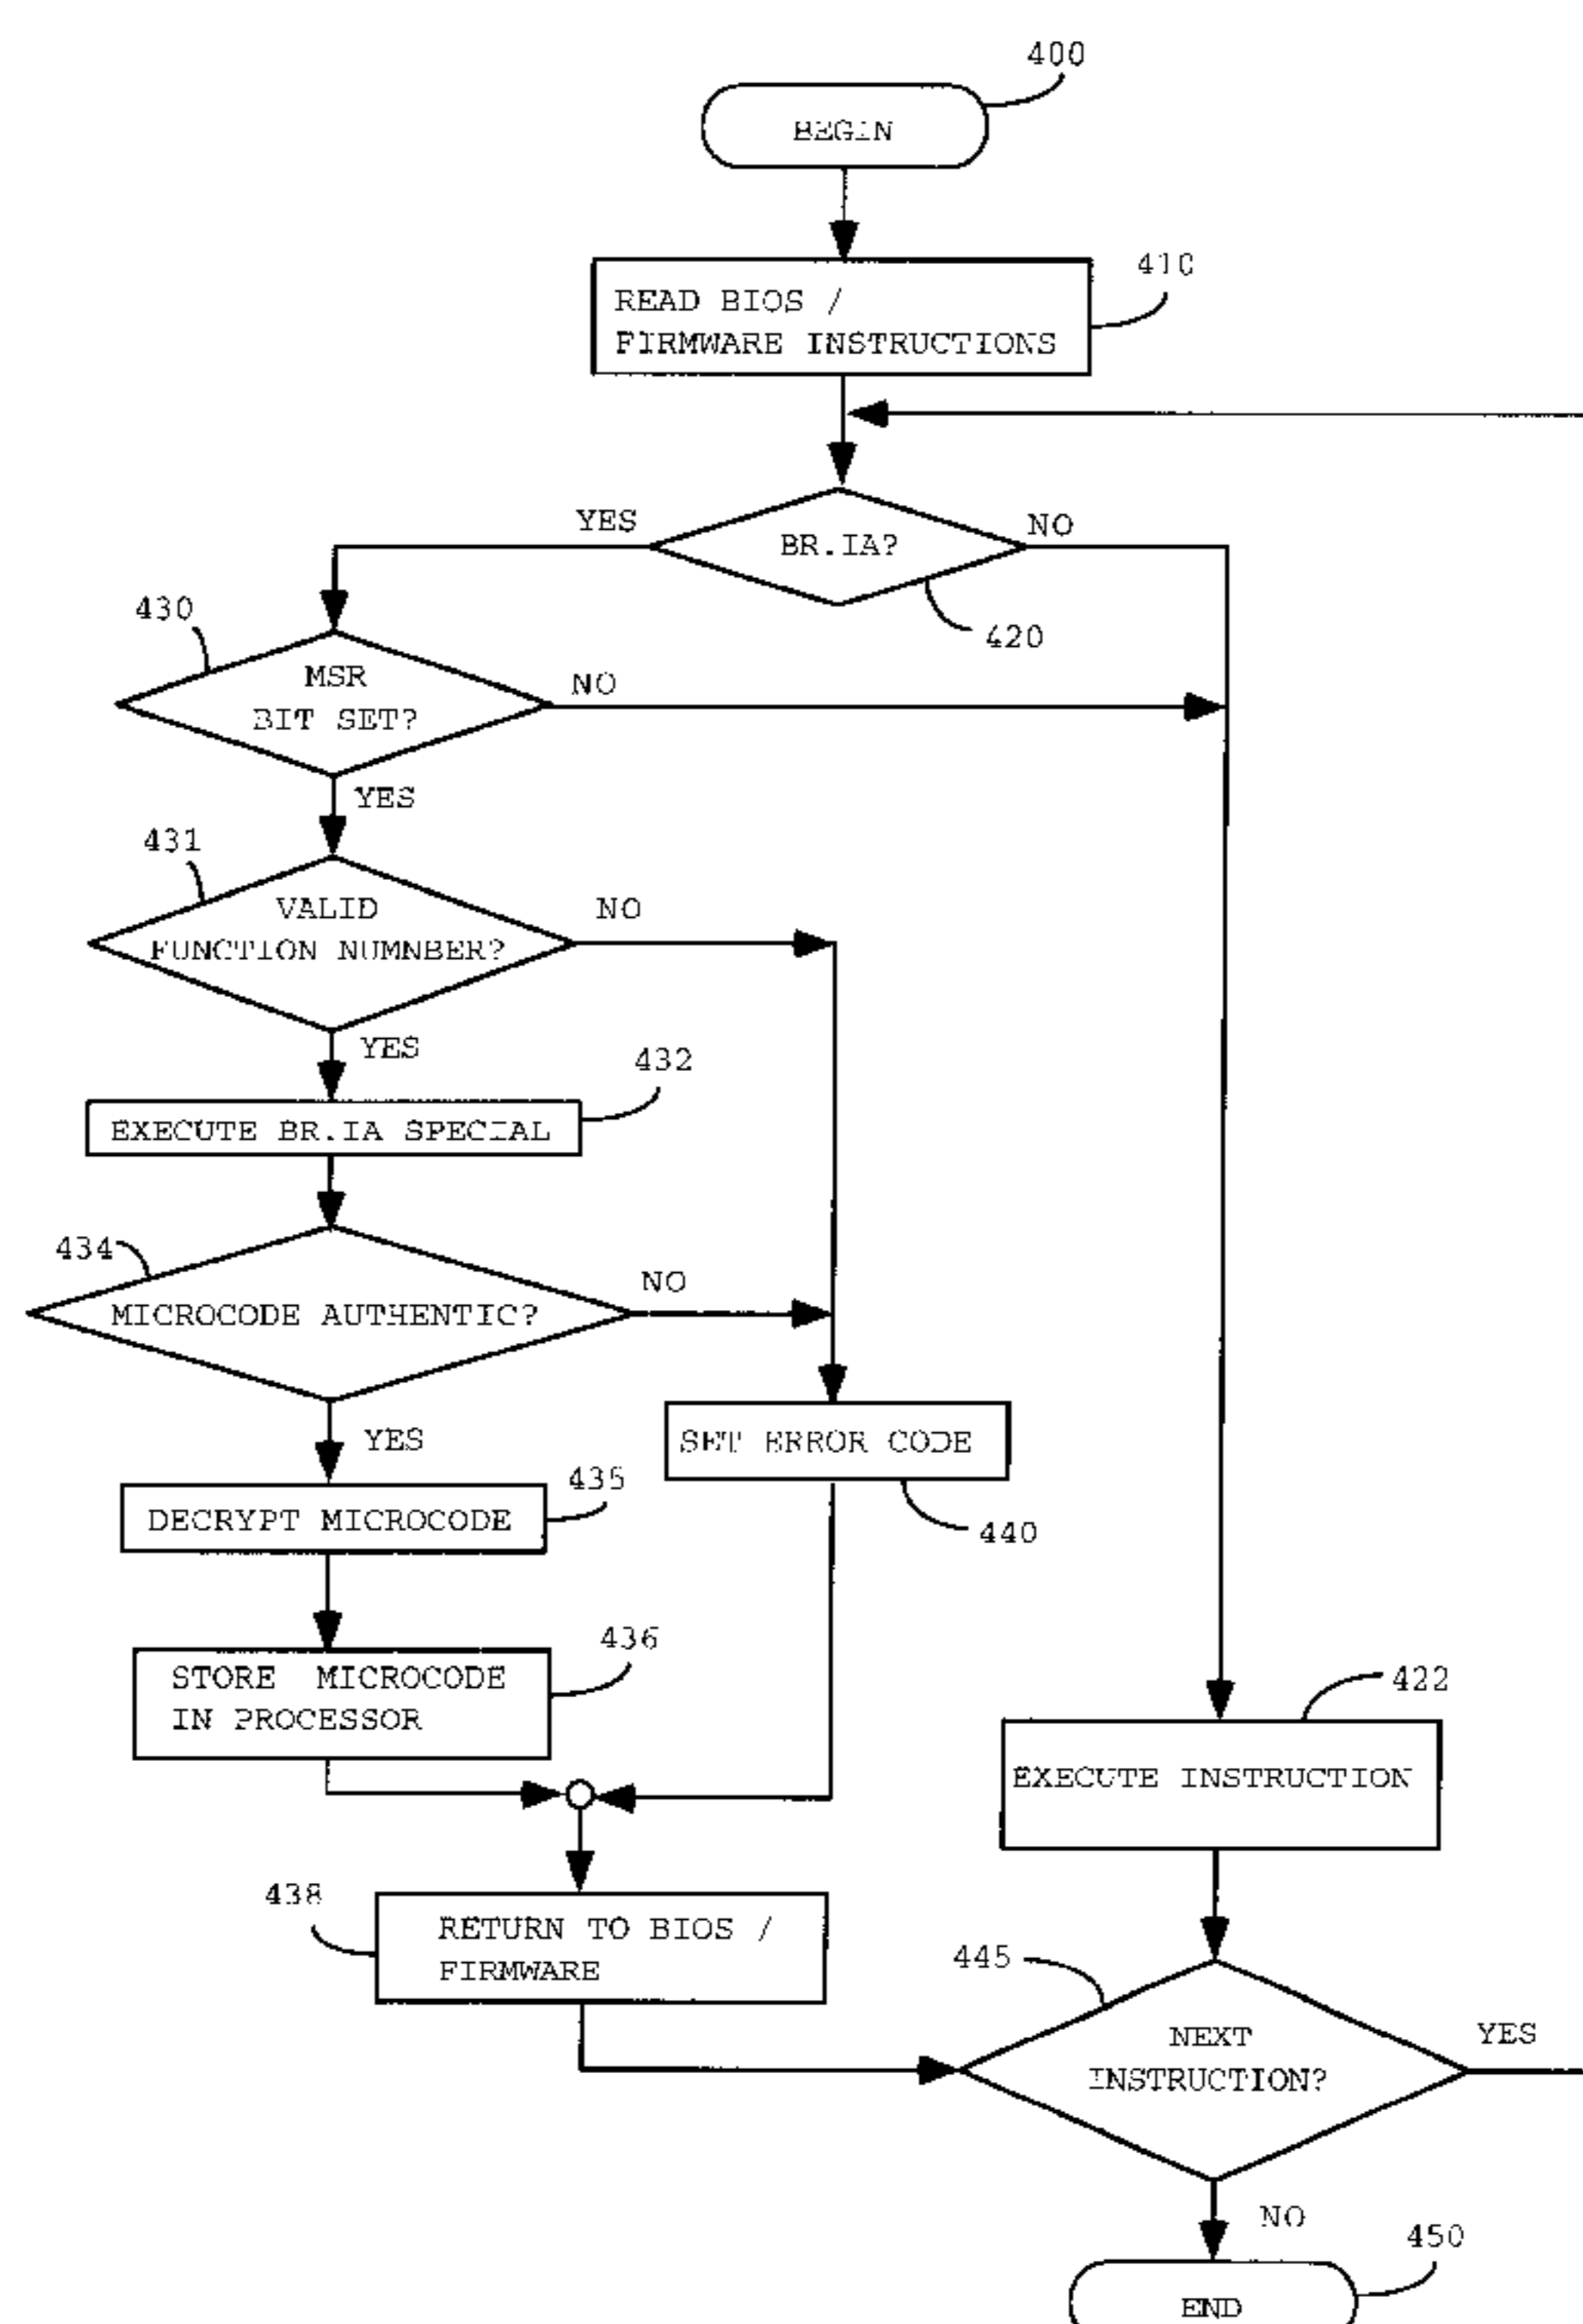 400
BEGIN
410
READ BIOS /
FIRMWARE INSTRUCTIONS
YES
BR.IA?
NO
420
430
MSR
BIT SET?
NO
YES
431
VALID
FUNCTION NUMNBER?
NO
YES
432
EXECUTE BR.IA SPECIAL
434
MICROCODE AUTHENTIC?
NO
YES
SET ERROR CODE
440
435
DECRYPT MICROCODE
436
STORE MICROCODE
IN PROCESSOR
422
EXECUTE INSTRUCTION
438
RETURN TO BIOS /
FIRMWARE
445
NEXT
INSTRUCTION?
YES
NO
450
END